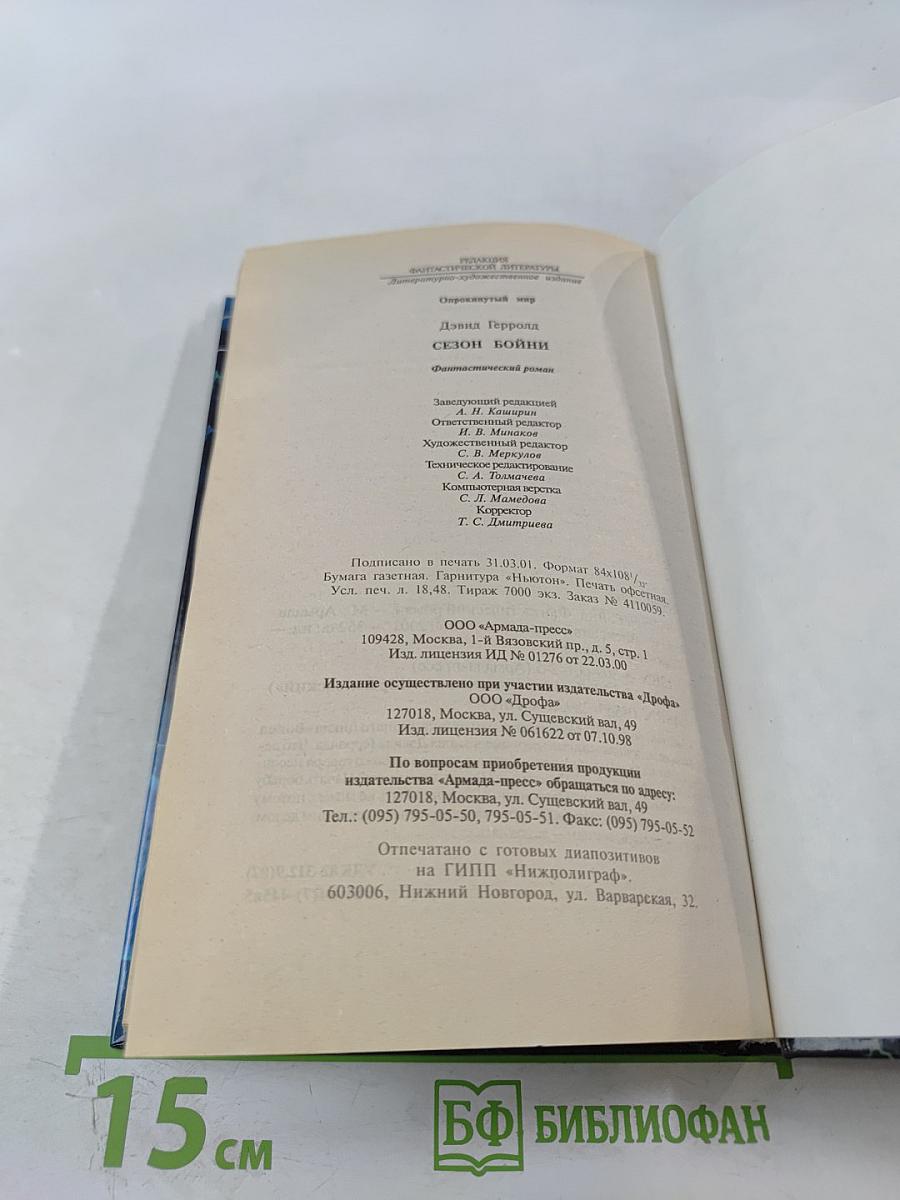 РЕДАКЦИЯ
ФАНТАСТИЧЕСКОЙ ЛИТЕРАТУРЫ
Литературно-художественное издание
Опрокинутый мир
Дэвид Герролд
СЕЗОН БОЙНИ
Фантастический роман
Заведующий редакцией
А. Н. Каширин
Ответственный редактор
И. В. Минаков
Художественный редактор
С. В. Меркулов
Техническое редактирование
С. А. Толмачева
Компьютерная верстка
С. Л. Мамедова
Корректор
Т. С. Дмитриева
Подписано в печать 31.03.01. Формат 84х108¹/₃₂.
Бумага газетная. Гарнитура «Ньютон». Печать офсетная.
Усл. печ. л. 18,48. Тираж 7000 экз. Заказ № 4110059.
ООО «Армада-пресс»
109428, Москва, 1-й Вязовский пр., д. 5, стр. 1
Изд. лицензия ИД № 01276 от 22.03.00
Издание осуществлено при участии издательства «Дрофа»
ООО «Дрофа»
127018, Москва, ул. Сущевский вал, 49
Изд. лицензия № 061622 от 07.10.98
По вопросам приобретения продукции
издательства «Армада-пресс» обращаться по адресу:
127018, Москва, ул. Сущевский вал, 49
Тел.: (095) 795-05-50, 795-05-51. Факс: (095) 795-05-52
Отпечатано с готовых диапозитивов
на ГИПП «Нижполиграф».
603006, Нижний Новгород, ул. Варварская, 32.
15 см
БФ БИБЛИОФАН